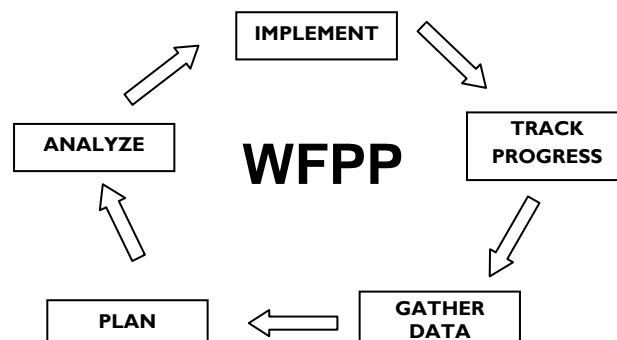 IMPLEMENT
TRACK
PROGRESS
ANALYZE
WFPP
GATHER
DATA
PLAN